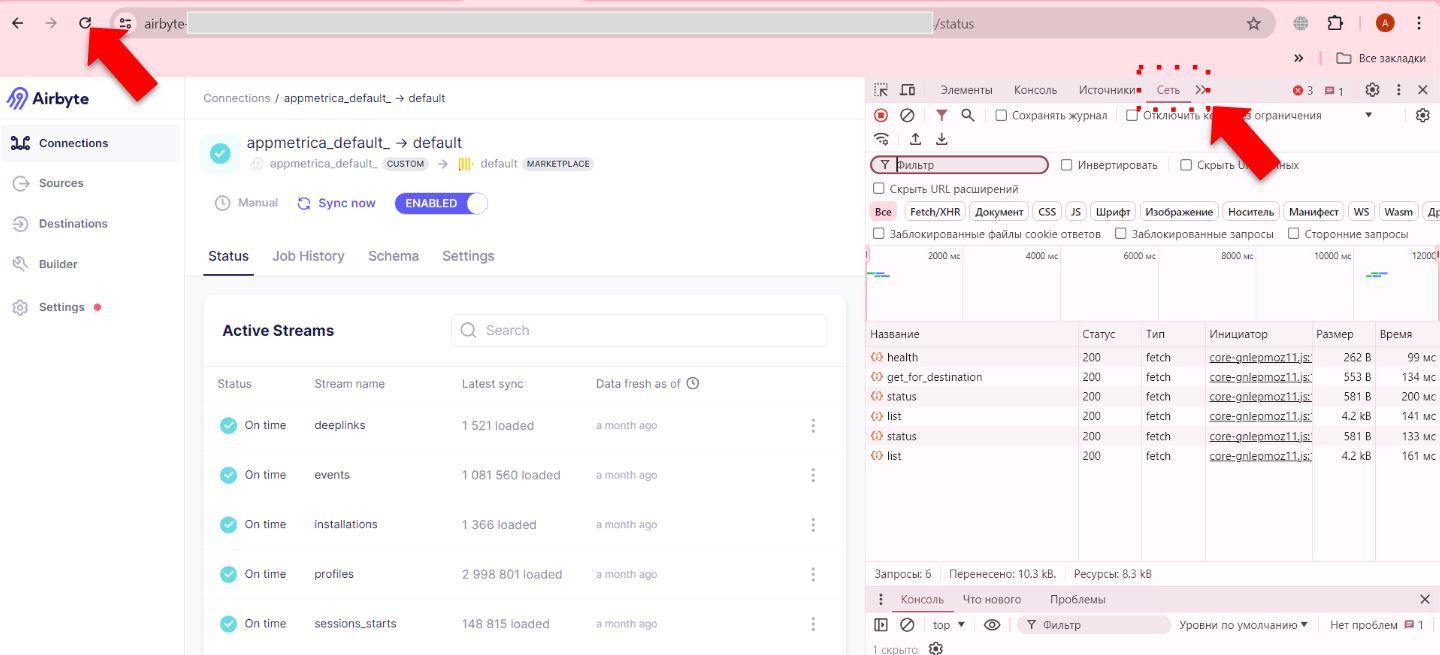 airbyte- /status
A
» Все закладки
Airbyte
Connections
Sources
Destinations
Builder
Settings
Connections / appmetrica_default_ → default
appmetrica_default_ → default
appmetrica_default_ CUSTOM → default MARKETPLACE
Manual Sync now ENABLED
Status Job History Schema Settings
Active Streams Search
Status Stream name Latest sync Data fresh as of
On time deeplinks 1 521 loaded a month ago
On time events 1 081 560 loaded a month ago
On time installations 1 366 loaded a month ago
On time profiles 2 998 801 loaded a month ago
On time sessions_starts 148 815 loaded a month ago
Элементы Консоль Источники Сеть » 3 1
Сохранять журнал Отключить ограничения
Фильтр Инвертировать Скрыть
Скрыть URL расширений
Все Fetch/XHR Документ CSS JS Шрифт Изображение Носитель Манифест WS Wasm
Заблокированные файлы cookie ответов Заблокированные запросы Сторонние запросы
2000 мс 4000 мс 6000 мс 8000 мс 10000 мс 12000
Название Статус Тип Инициатор Размер Время
health 200 fetch core-gnlepmoz11.js: 262 B 99 мс
get_for_destination 200 fetch core-gnlepmoz11.js: 553 B 134 мс
status 200 fetch core-gnlepmoz11.js: 581 B 200 мс
list 200 fetch core-gnlepmoz11.js: 4.2 kB 141 мс
status 200 fetch core-gnlepmoz11.js: 581 B 133 мс
list 200 fetch core-gnlepmoz11.js: 4.2 kB 161 мс
Запросы: 6 Перенесено: 10.3 kB. Ресурсы: 8.3 kB
Консоль Что нового Проблемы
top Фильтр Уровни по умолчанию Нет проблем 1
1 скрыто